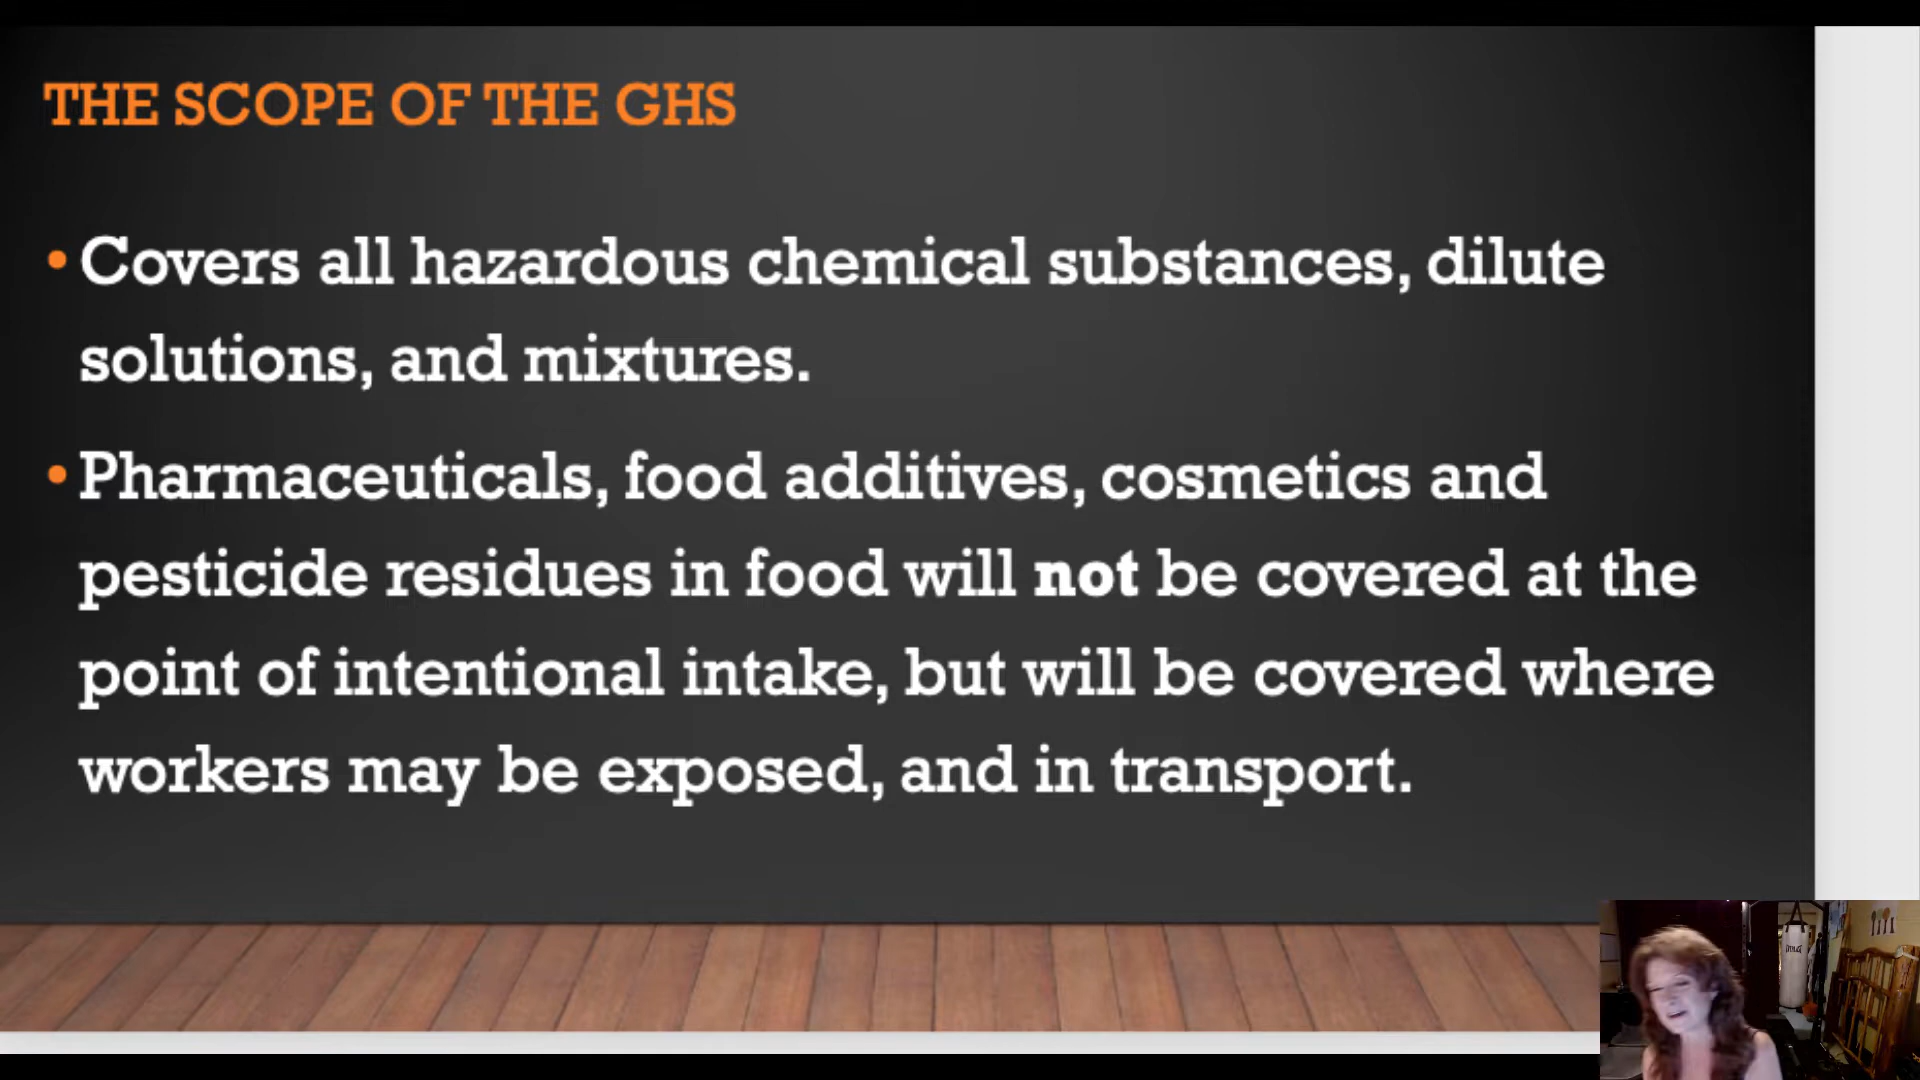 THE SCOPE OF THE GHS
• Covers all hazardous chemical substances, dilute
solutions, and mixtures.
• Pharmaceuticals, food additives, cosmetics and
pesticide residues in food will not be covered at the
point of intentional intake, but will be covered where
workers may be exposed, and in transport.